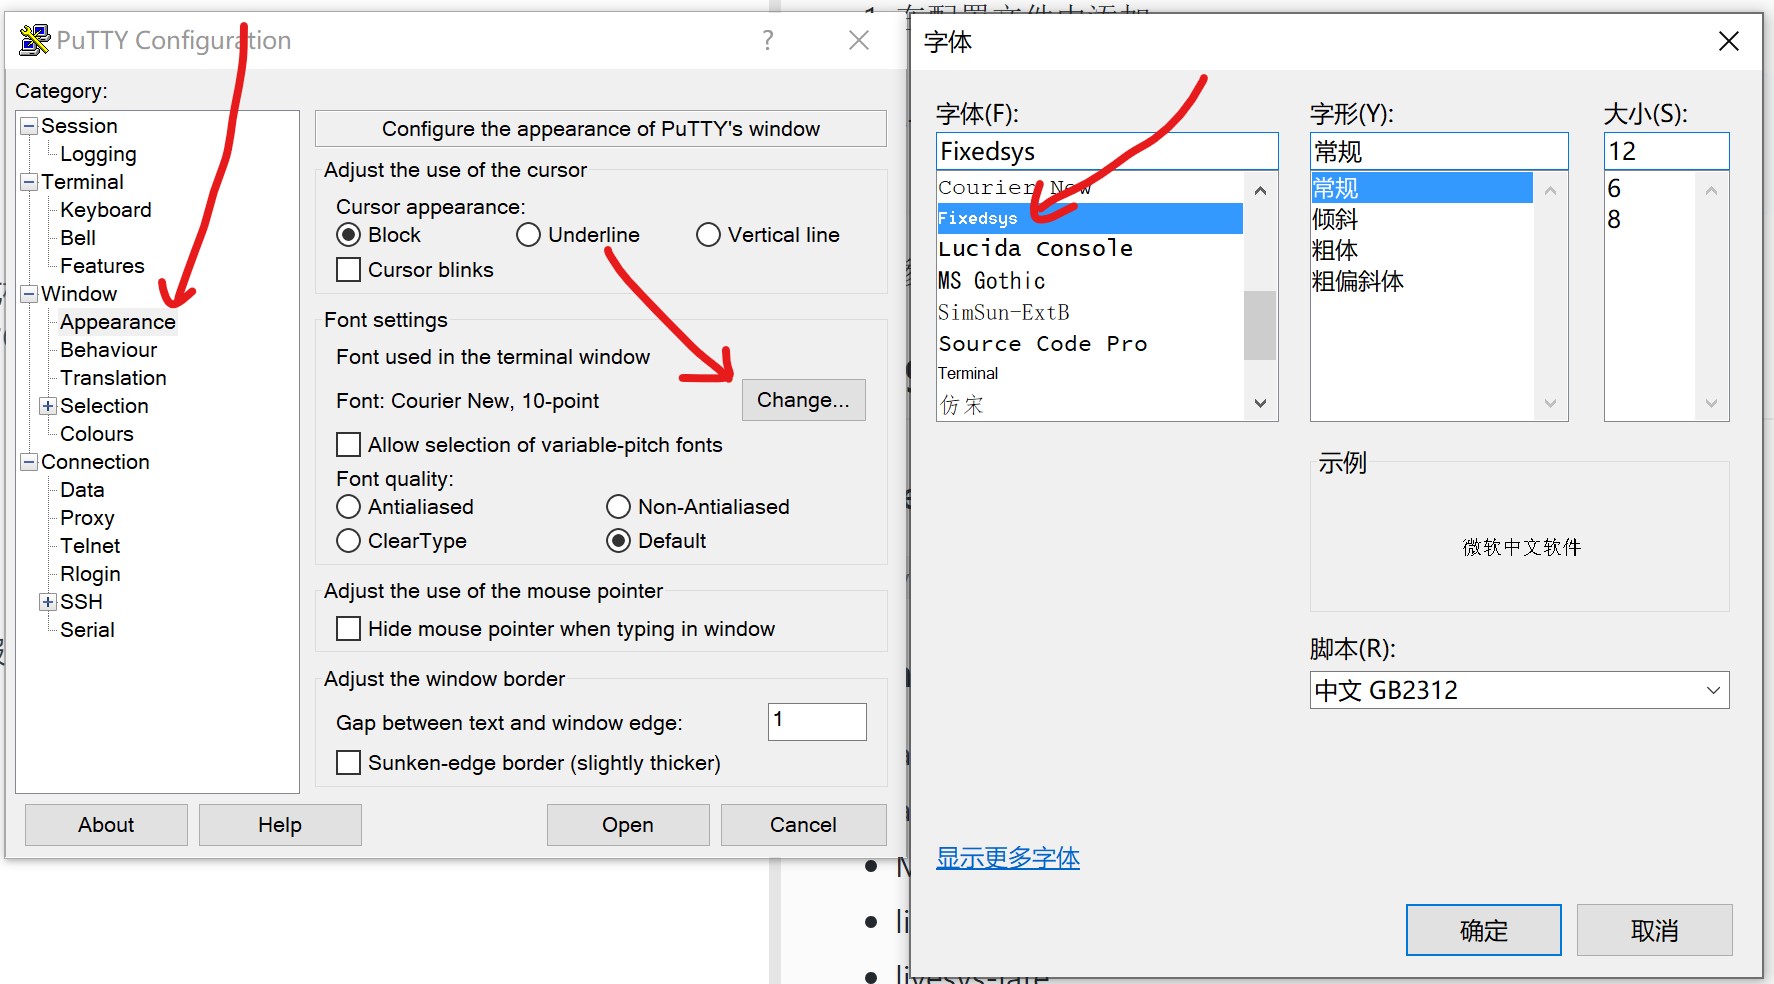 PuTTY Configuration
?
Category:
Session
Logging
Terminal
Keyboard
Bell
Features
Window
Appearance
Behaviour
Translation
Selection
Colours
Connection
Data
Proxy
Telnet
Rlogin
SSH
Serial
Configure the appearance of PuTTY's window
Adjust the use of the cursor
Cursor appearance:
Block
Underline
Vertical line
Cursor blinks
Font settings
Font used in the terminal window
Font: Courier New, 10-point
Change...
Allow selection of variable-pitch fonts
Font quality:
Antialiased
Non-Antialiased
ClearType
Default
Adjust the use of the mouse pointer
Hide mouse pointer when typing in window
Adjust the window border
Gap between text and window edge:
1
Sunken-edge border (slightly thicker)
About
Help
Open
Cancel
字体
字体(F):
Fixedsys
Courier New
Fixedsys
Lucida Console
MS Gothic
SimSun-ExtB
Source Code Pro
Terminal
仿宋
字形(Y):
常规
常规
倾斜
粗体
粗偏斜体
大小(S):
12
6
8
示例
微软中文软件
脚本(R):
中文 GB2312
显示更多字体
确定
取消